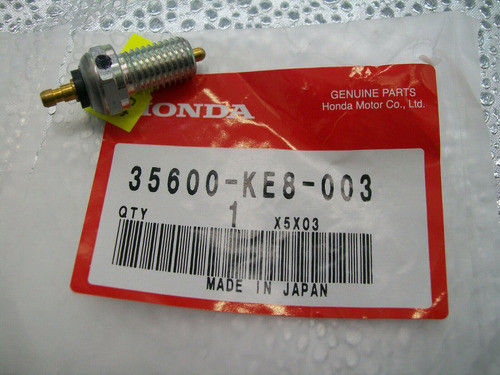 HONDA
GENUINE PARTS
Honda Motor Co., Ltd.
35600-KE8-003
QTY 1 X5X03
MADE IN JAPAN